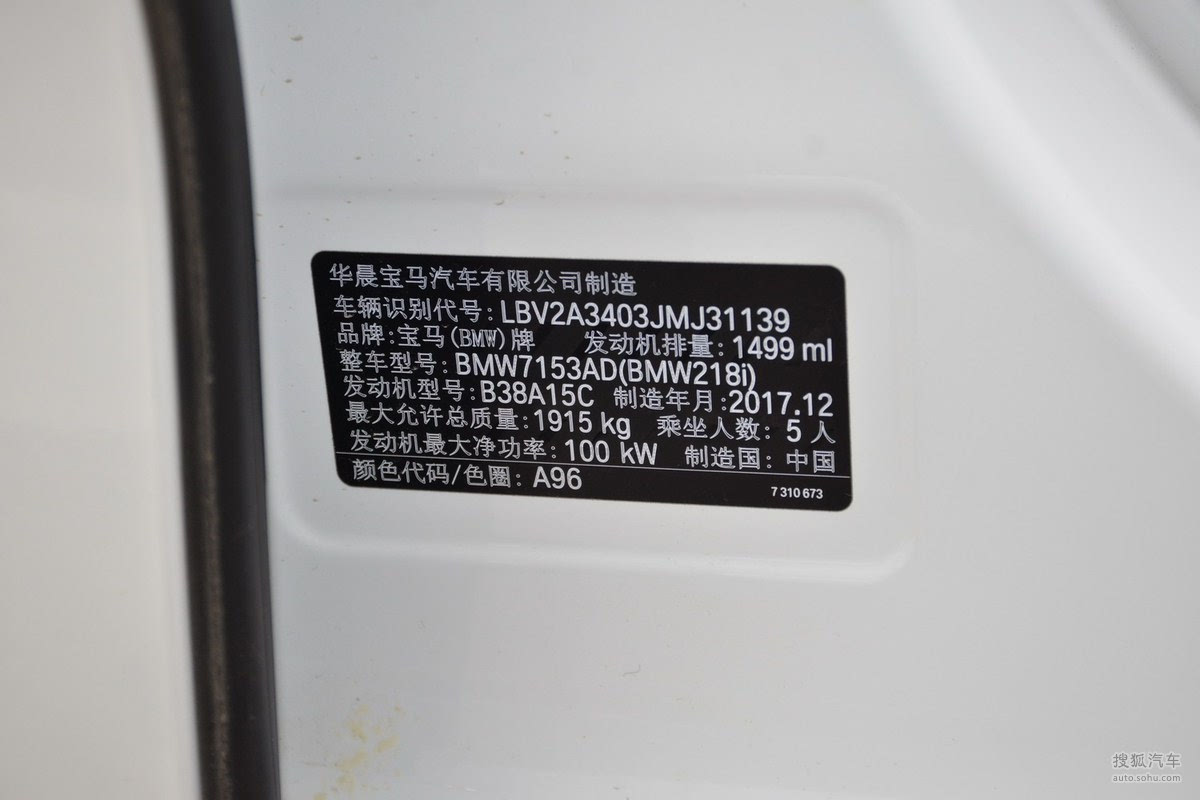 华晨宝马汽车有限公司制造
车辆识别代号: LBV2A3403JMJ31139
品牌:宝马(BMW)牌 发动机排量: 1499 ml
整车型号: BMW7153AD(BMW218i)
发动机型号: B38A15C 制造年月:2017.12
最大允许总质量: 1915 kg 乘坐人数: 5 人
发动机最大净功率: 100 kW 制造国: 中国
颜色代码/色圈: A96 7 310 673
搜狐汽车
auto.sohu.com